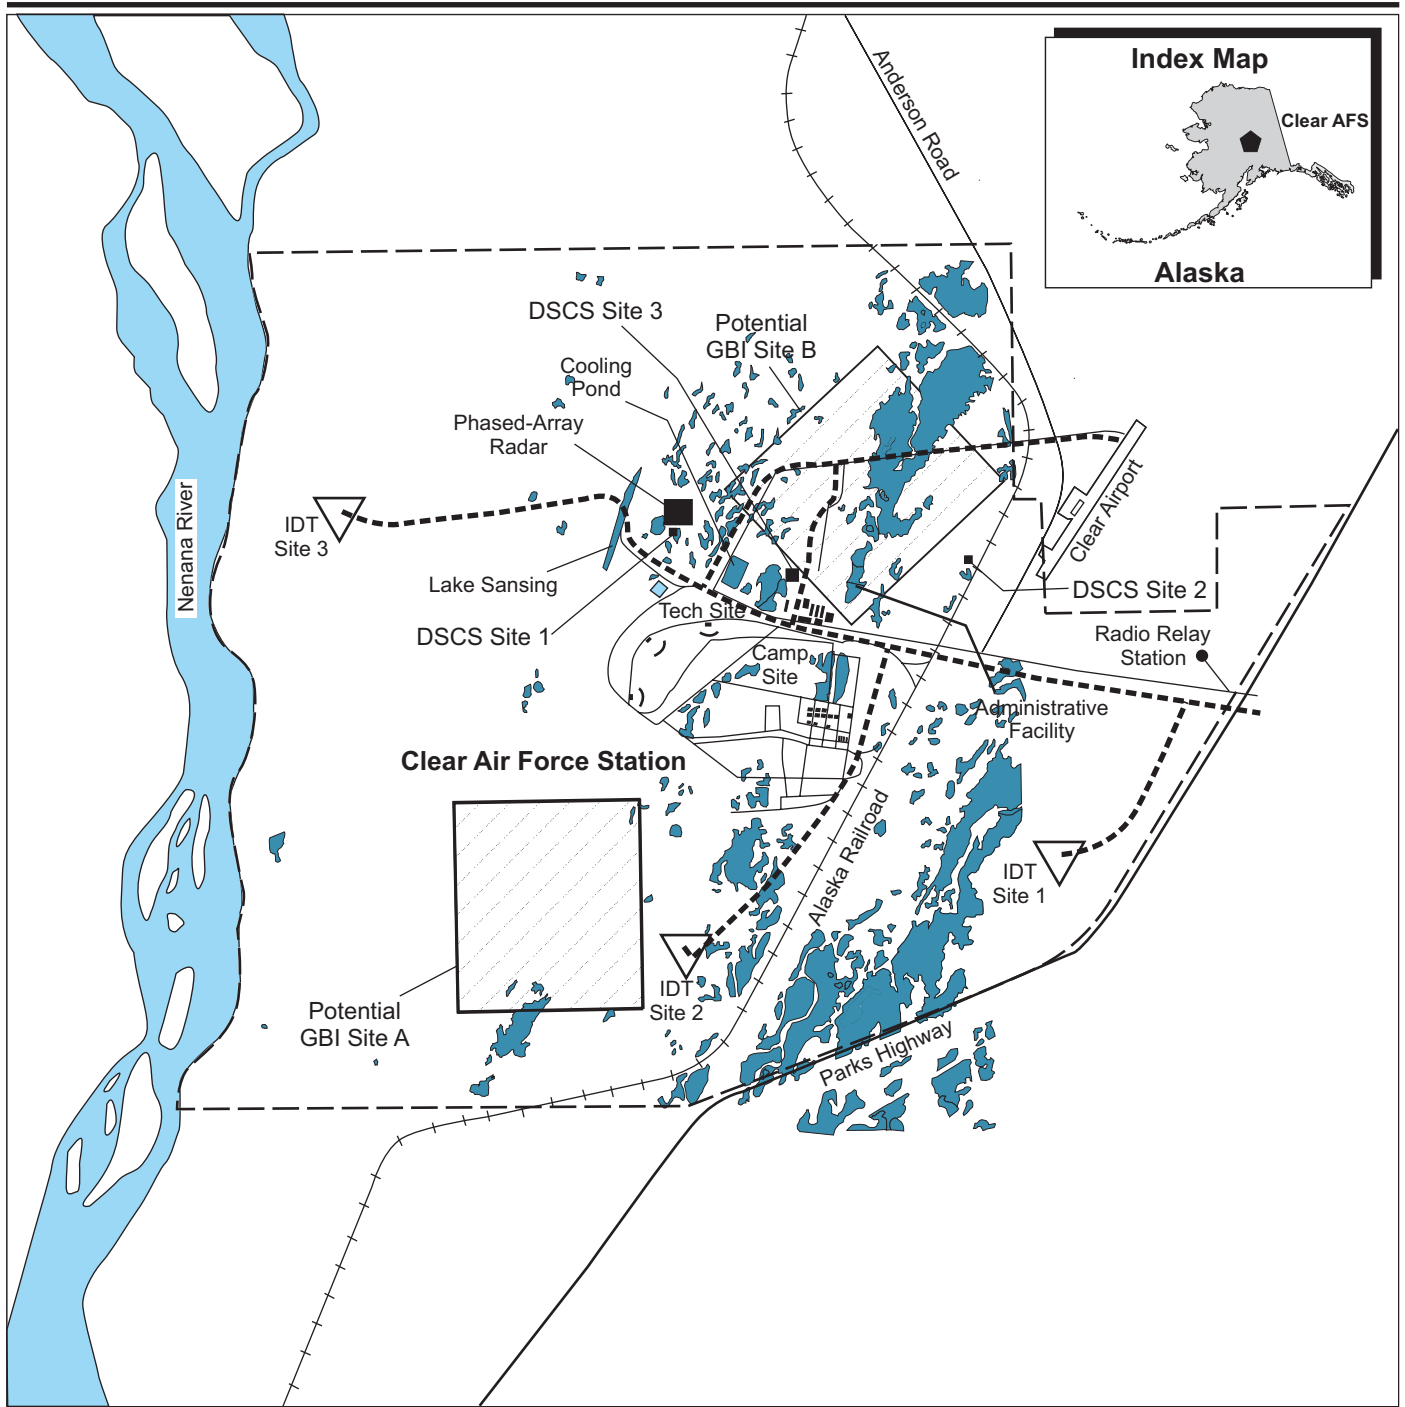 Index Map
Clear AFS
Alaska
Anderson Road
DSCS Site 3
Potential
GBI Site B
Cooling
Pond
Phased-Array
Radar
Nenana River
IDT
Site 3
Lake Sansing
DSCS Site 1
Tech Site
Clear Airport
DSCS Site 2
Radio Relay
Station
Camp
Site
Administrative
Facility
Clear Air Force Station
Alaska Railroad
IDT
Site 1
IDT
Site 2
Potential
GBI Site A
Parks Highway